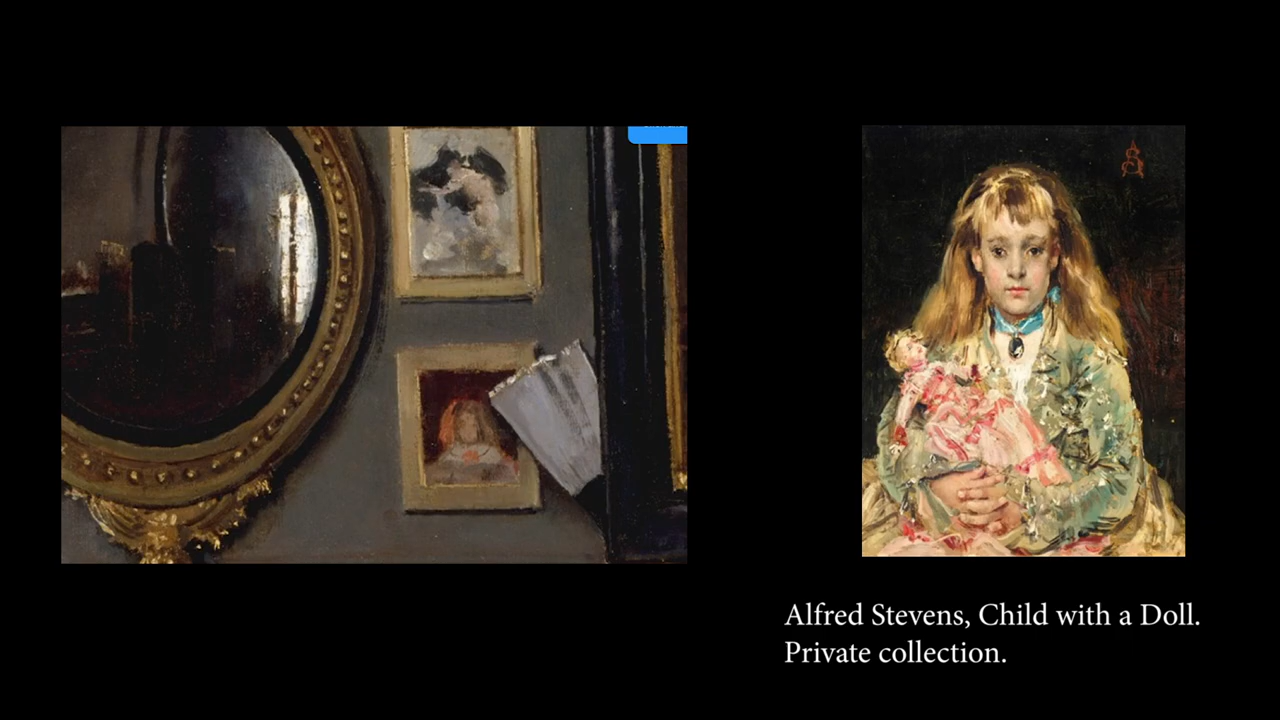 Alfred Stevens, Child with a Doll.
Private collection.